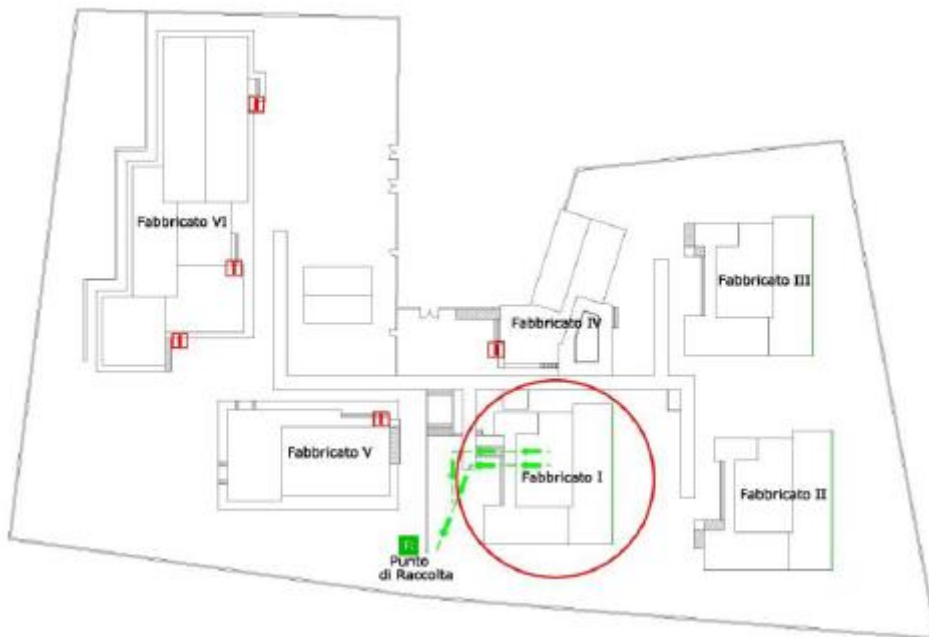 Fabbricato VI
Fabbricato III
Fabbricato IV
Fabbricato V
Fabbricato I
Fabbricato II
Punto
di Raccolta